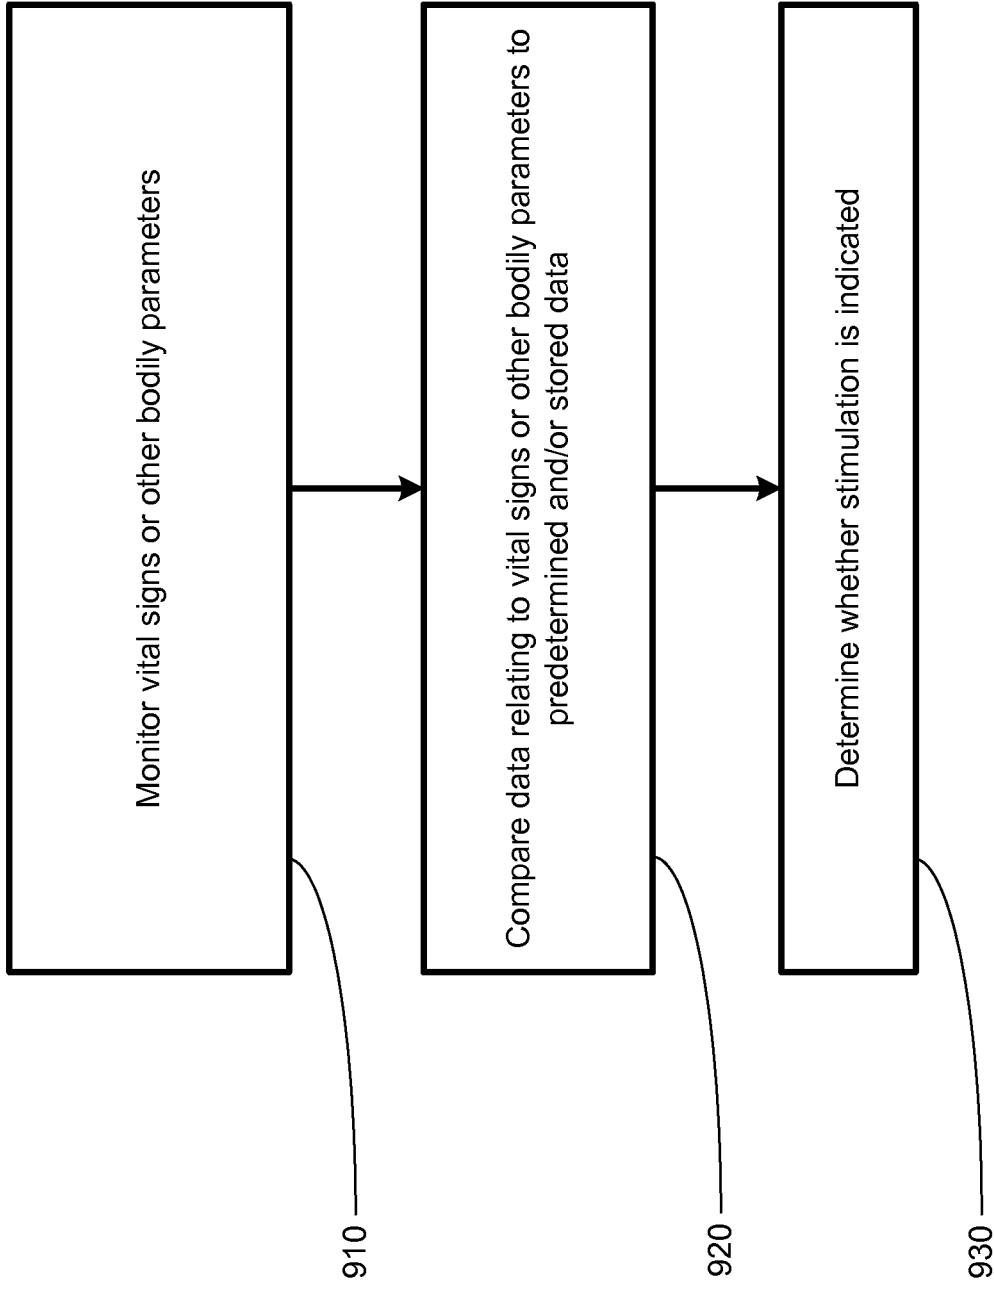 Monitor vital signs or other bodily parameters
910
Compare data relating to vital signs or other bodily parameters to
predetermined and/or stored data
920
Determine whether stimulation is indicated
930